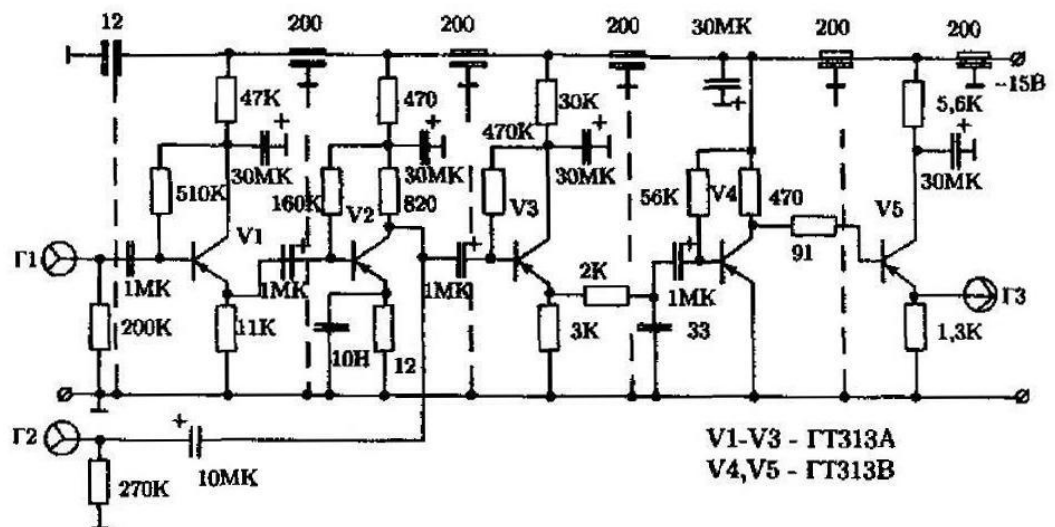 12
200
200
200
30МК
200
200
47К
470
30К
5,6К
−15В
470К
510К
30МК
30МК
30МК
56К
470
30МК
160К
820
V1
V2
V3
V4
V5
91
Г1
1МК
1МК
1МК
2К
1МК
Г3
200К
11К
10Н
12
3К
33
1,3К
Г2
10МК
270К
V1-V3 - ГТ313А
V4,V5 - ГТ313В